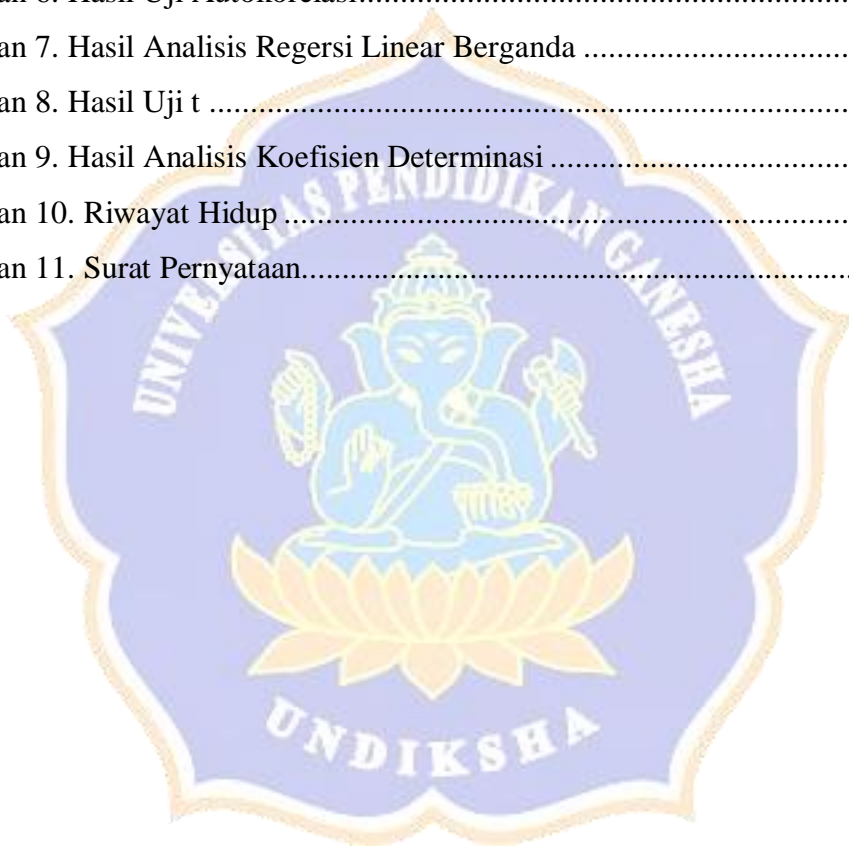 an 6. Hasil Uji Autokorelasi
an 7. Hasil Analisis Regersi Linear Berganda ....................................
an 8. Hasil Uji t ....................................................................................
an 9. Hasil Analisis Koefisien Determinasi ........................................
an 10. Riwayat Hidup ........................................................................
an 11. Surat Pernyataan........................................................................
UNIVERSITAS PENDIDIKAN GANESHA
UNDIKSHA